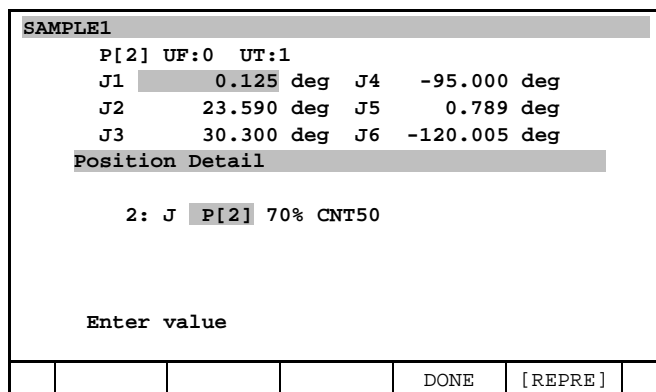 SAMPLE1
P[2] UF:0 UT:1
J1 0.125 deg J4 -95.000 deg
J2 23.590 deg J5 0.789 deg
J3 30.300 deg J6 -120.005 deg
Position Detail
2: J P[2] 70% CNT50
Enter value
DONE [REPRE]